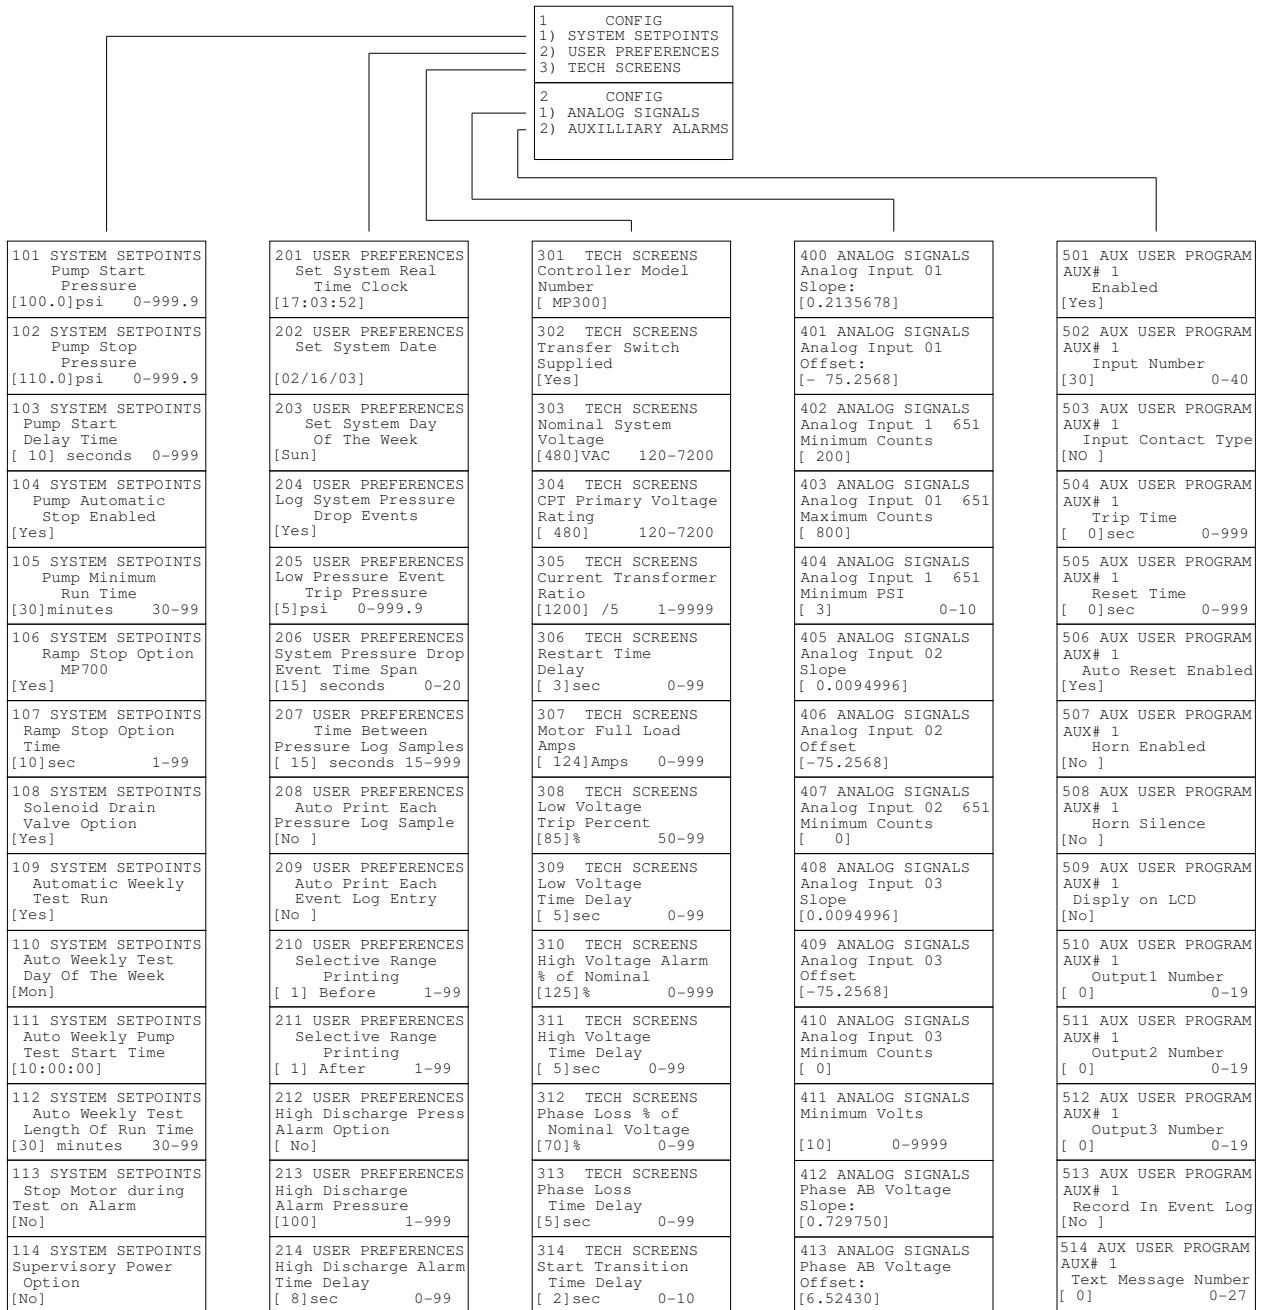 1 CONFIG
1) SYSTEM SETPOINTS
2) USER PREFERENCES
3) TECH SCREENS
2 CONFIG
1) ANALOG SIGNALS
2) AUXILLIARY ALARMS
101 SYSTEM SETPOINTS
Pump Start
Pressure
[100.0]psi 0-999.9
102 SYSTEM SETPOINTS
Pump Stop
Pressure
[110.0]psi 0-999.9
103 SYSTEM SETPOINTS
Pump Start
Delay Time
[ 10] seconds 0-999
104 SYSTEM SETPOINTS
Pump Automatic
Stop Enabled
[Yes]
105 SYSTEM SETPOINTS
Pump Minimum
Run Time
[30]minutes 30-99
106 SYSTEM SETPOINTS
Ramp Stop Option
MP700
[Yes]
107 SYSTEM SETPOINTS
Ramp Stop Option
Time
[10]sec 1-99
108 SYSTEM SETPOINTS
Solenoid Drain
Valve Option
[Yes]
109 SYSTEM SETPOINTS
Automatic Weekly
Test Run
[Yes]
110 SYSTEM SETPOINTS
Auto Weekly Test
Day Of The Week
[Mon]
111 SYSTEM SETPOINTS
Auto Weekly Pump
Test Start Time
[10:00:00]
112 SYSTEM SETPOINTS
Auto Weekly Test
Length Of Run Time
[30] minutes 30-99
113 SYSTEM SETPOINTS
Stop Motor during
Test on Alarm
[No]
114 SYSTEM SETPOINTS
Supervisory Power
Option
[No]
201 USER PREFERENCES
Set System Real
Time Clock
[17:03:52]
202 USER PREFERENCES
Set System Date
[02/16/03]
203 USER PREFERENCES
Set System Day
Of The Week
[Sun]
204 USER PREFERENCES
Log System Pressure
Drop Events
[Yes]
205 USER PREFERENCES
Low Pressure Event
Trip Pressure
[5]psi 0-999.9
206 USER PREFERENCES
System Pressure Drop
Event Time Span
[15] seconds 0-20
207 USER PREFERENCES
Time Between
Pressure Log Samples
[ 15] seconds 15-999
208 USER PREFERENCES
Auto Print Each
Pressure Log Sample
[No ]
209 USER PREFERENCES
Auto Print Each
Event Log Entry
[No ]
210 USER PREFERENCES
Selective Range
Printing
[ 1] Before 1-99
211 USER PREFERENCES
Selective Range
Printing
[ 1] After 1-99
212 USER PREFERENCES
High Discharge Press
Alarm Option
[ No]
213 USER PREFERENCES
High Discharge
Alarm Pressure
[100] 1-999
214 USER PREFERENCES
High Discharge Alarm
Time Delay
[ 8]sec 0-99
301 TECH SCREENS
Controller Model
Number
[ MP300]
302 TECH SCREENS
Transfer Switch
Supplied
[Yes]
303 TECH SCREENS
Nominal System
Voltage
[480]VAC 120-7200
304 TECH SCREENS
CPT Primary Voltage
Rating
[ 480] 120-7200
305 TECH SCREENS
Current Transformer
Ratio
[1200] /5 1-9999
306 TECH SCREENS
Restart Time
Delay
[ 3]sec 0-99
307 TECH SCREENS
Motor Full Load
Amps
[ 124]Amps 0-999
308 TECH SCREENS
Low Voltage
Trip Percent
[85]% 50-99
309 TECH SCREENS
Low Voltage
Time Delay
[ 5]sec 0-99
310 TECH SCREENS
High Voltage Alarm
% of Nominal
[125]% 0-999
311 TECH SCREENS
High Voltage
Time Delay
[ 5]sec 0-99
312 TECH SCREENS
Phase Loss % of
Nominal Voltage
[70]% 0-99
313 TECH SCREENS
Phase Loss
Time Delay
[5]sec 0-99
314 TECH SCREENS
Start Transition
Time Delay
[ 2]sec 0-10
400 ANALOG SIGNALS
Analog Input 01
Slope:
[0.2135678]
401 ANALOG SIGNALS
Analog Input 01
Offset:
[- 75.2568]
402 ANALOG SIGNALS
Analog Input 1 651
Minimum Counts
[ 200]
403 ANALOG SIGNALS
Analog Input 01 651
Maximum Counts
[ 800]
404 ANALOG SIGNALS
Analog Input 1 651
Minimum PSI
[ 3] 0-10
405 ANALOG SIGNALS
Analog Input 02
Slope
[ 0.0094996]
406 ANALOG SIGNALS
Analog Input 02
Offset
[-75.2568]
407 ANALOG SIGNALS
Analog Input 02 651
Minimum Counts
[ 0]
408 ANALOG SIGNALS
Analog Input 03
Slope
[0.0094996]
409 ANALOG SIGNALS
Analog Input 03
Offset
[-75.2568]
410 ANALOG SIGNALS
Analog Input 03
Minimum Counts
[ 0]
411 ANALOG SIGNALS
Minimum Volts
[10] 0-9999
412 ANALOG SIGNALS
Phase AB Voltage
Slope:
[0.729750]
413 ANALOG SIGNALS
Phase AB Voltage
Offset:
[6.52430]
501 AUX USER PROGRAM
AUX# 1
Enabled
[Yes]
502 AUX USER PROGRAM
AUX# 1
Input Number
[30] 0-40
503 AUX USER PROGRAM
AUX# 1
Input Contact Type
[NO ]
504 AUX USER PROGRAM
AUX# 1
Trip Time
[ 0]sec 0-999
505 AUX USER PROGRAM
AUX# 1
Reset Time
[ 0]sec 0-999
506 AUX USER PROGRAM
AUX# 1
Auto Reset Enabled
[Yes]
507 AUX USER PROGRAM
AUX# 1
Horn Enabled
[No ]
508 AUX USER PROGRAM
AUX# 1
Horn Silence
[No ]
509 AUX USER PROGRAM
AUX# 1
Disply on LCD
[No]
510 AUX USER PROGRAM
AUX# 1
Output1 Number
[ 0] 0-19
511 AUX USER PROGRAM
AUX# 1
Output2 Number
[ 0] 0-19
512 AUX USER PROGRAM
AUX# 1
Output3 Number
[ 0] 0-19
513 AUX USER PROGRAM
AUX# 1
Record In Event Log
[No ]
514 AUX USER PROGRAM
AUX# 1
Text Message Number
[ 0] 0-27